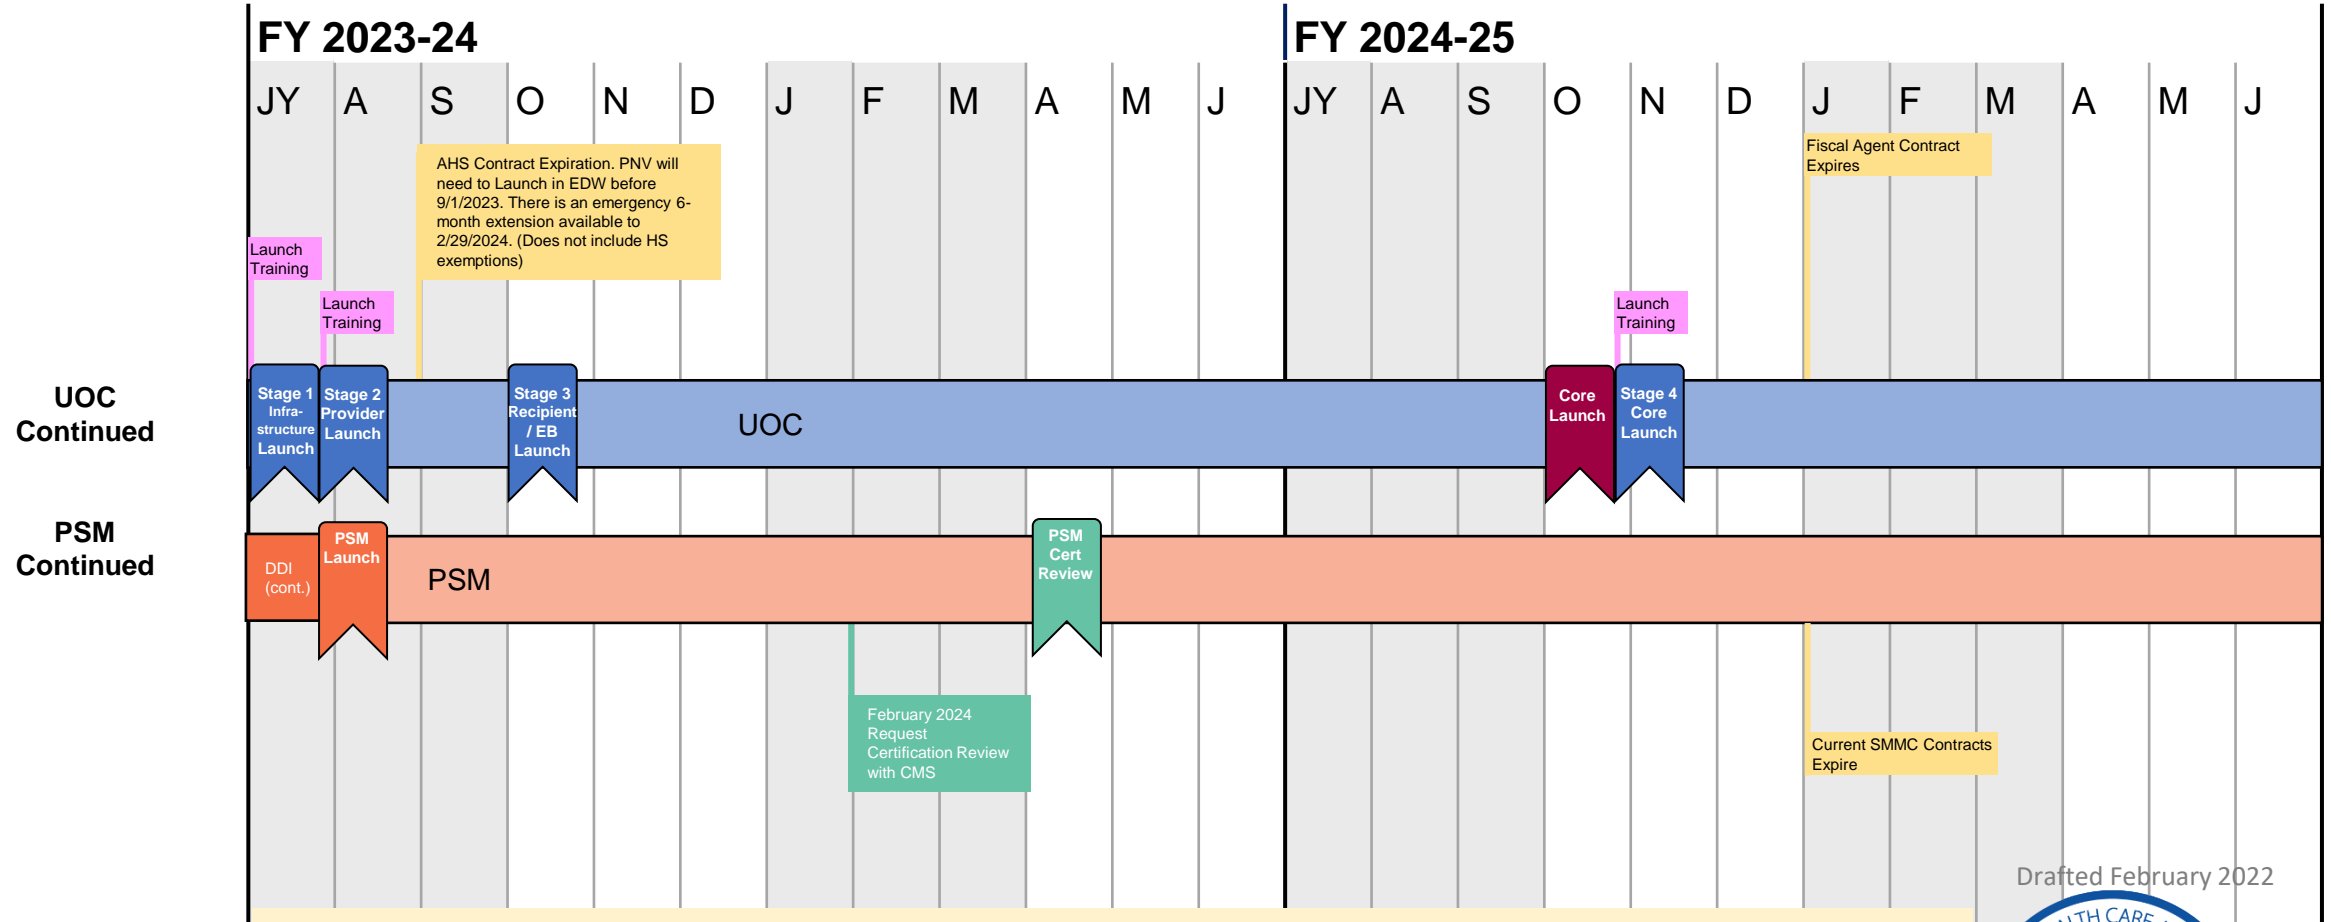 FY 2023-24
FY 2024-25
JY A S O N D J F M A M J JY A S O N D J F M A M J
AHS Contract Expiration. PNV will
need to Launch in EDW before
9/1/2023. There is an emergency 6-
month extension available to
2/29/2024. (Does not include HS
exemptions)
Fiscal Agent Contract
Expires
Launch
Training
Launch
Training
Launch
Training
UOC
Continued
Stage 1
Infra-
structure
Launch
Stage 2
Provider
Launch
Stage 3
Recipient
/ EB
Launch
UOC
Core
Launch
Stage 4
Core
Launch
PSM
Continued
DDI
(cont.)
PSM
Launch
PSM
PSM
Cert
Review
February 2024
Request
Certification Review
with CMS
Current SMMC Contracts
Expire
Drafted February 2022
LTH CARE